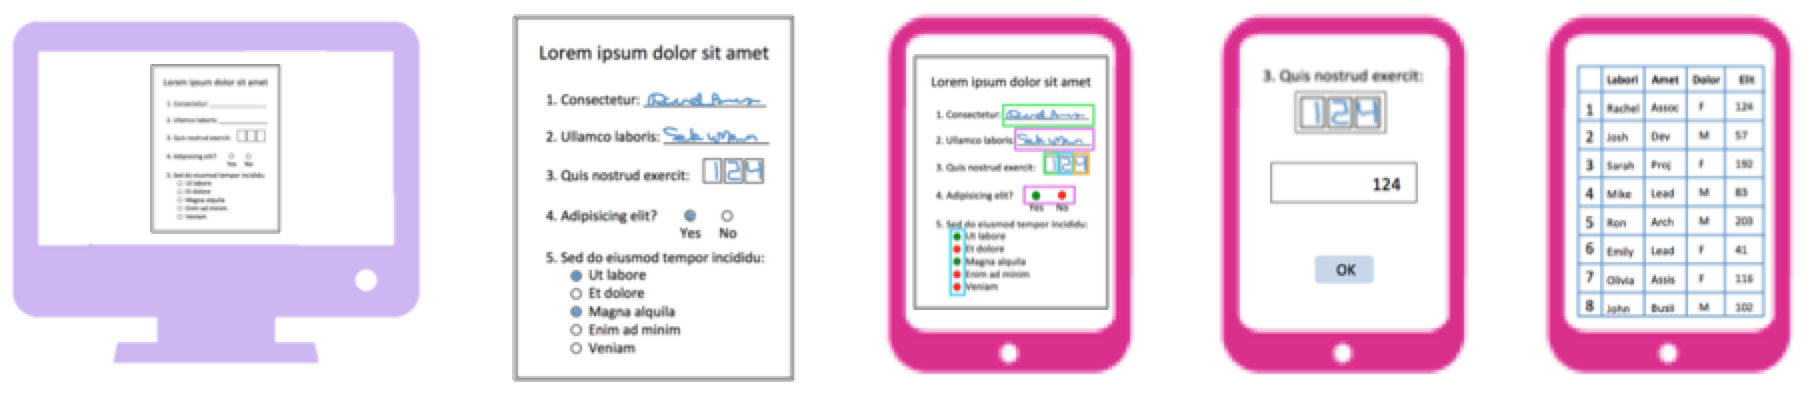 Lorem ipsum dolor sit amet
1. Consectetur:
2. Ullamco laboris:
3. Quis nostrud exercit:
4. Adipisicing elit?
Yes No
5. Sed do eiusmod tempor incididu:
Ut labore
Et dolore
Magna alquila
Enim ad minim
Veniam
Lorem ipsum dolor sit amet
1. Consectetur:
2. Ullamco laboris:
3. Quis nostrud exercit: 124
4. Adipisicing elit?
Yes No
5. Sed do eiusmod tempor incididu:
Ut labore
Et dolore
Magna alquila
Enim ad minim
Veniam
Lorem ipsum dolor sit amet
1. Consectetur:
2. Ullamco laboris:
3. Quis nostrud exercit: 124
4. Adipisicing elit?
Yes No
5. Sed do eiusmod tempor incididu:
Ut labore
Et dolore
Magna alquila
Enim ad minim
Veniam
3. Quis nostrud exercit:
124
124
OK
Labori Amet Dolor Elit
1 Rachel Assoc F 124
2 Josh Dev M 57
3 Sarah Proj F 192
4 Mike Lead M 83
5 Ron Arch M 203
6 Emily Lead F 41
7 Olivia Assis F 116
8 John Busi M 102